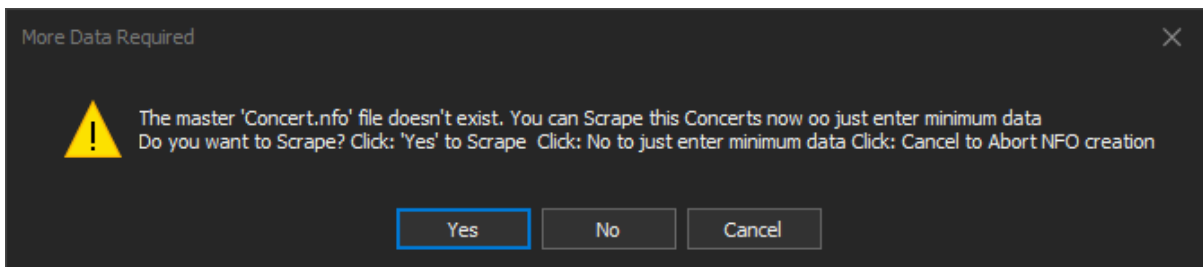 More Data Required
The master 'Concert.nfo' file doesn't exist. You can Scrape this Concerts now oo just enter minimum data
Do you want to Scrape? Click: 'Yes' to Scrape  Click: No to just enter minimum data Click: Cancel to Abort NFO creation
Yes No Cancel